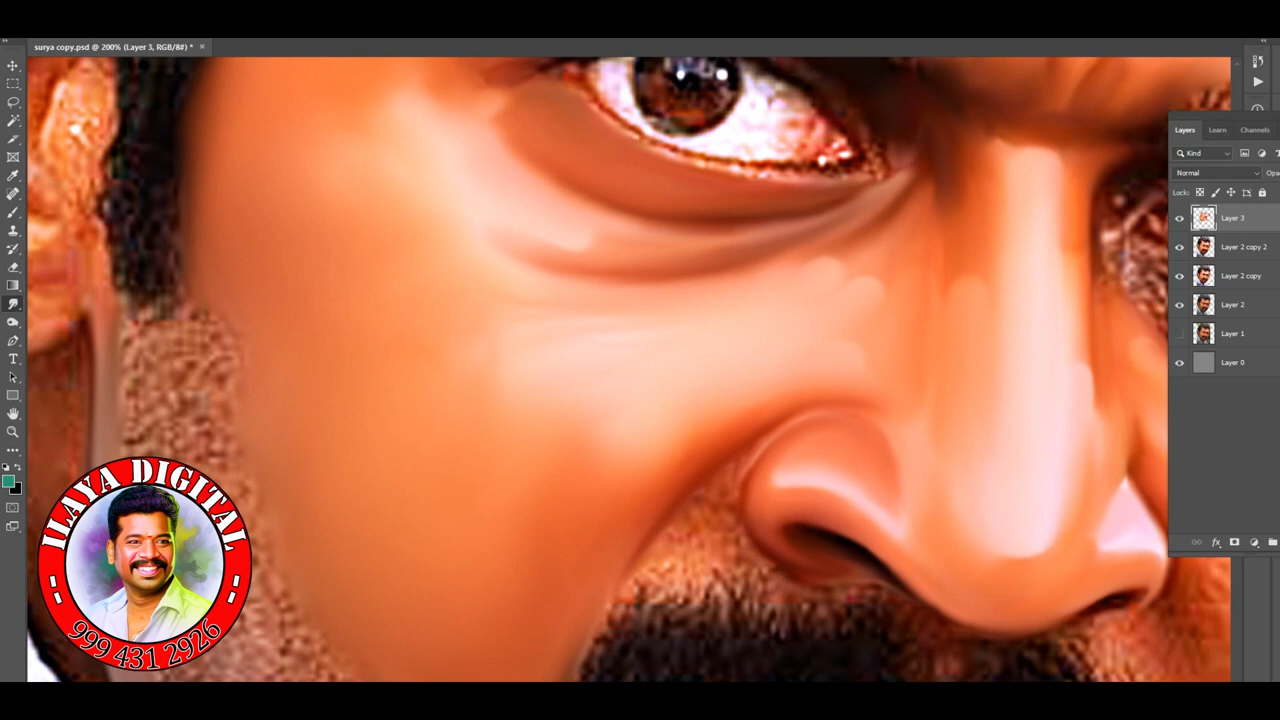 surya copy.psd @ 200% (Layer 3, RGB/8#) *
Layers Learn Channels
Kind
Normal
Lock:
Layer 3
Layer 2 copy 2
Layer 2 copy
Layer 2
Layer 1
Layer 0
fx
ILAYA DIGITAL
999 431 2926